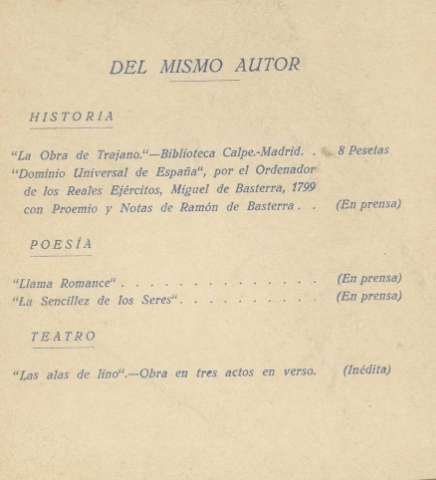 DEL MISMO AUTOR
HISTORIA
"La Obra de Trajano."—Biblioteca Calpe.-Madrid. . 8 Pesetas
"Dominio Universal de España", por el Ordenador
de los Reales Ejércitos, Miguel de Basterra, 1799
con Proemio y Notas de Ramón de Basterra . . (En prensa)
POESÍA
"Llama Romance" . . . . . . . . . . . . . . . (En prensa)
"La Sencillez de los Seres". . . . . . . . . . (En prensa)
TEATRO
"Las alas de lino".—Obra en tres actos en verso. (Inédita)